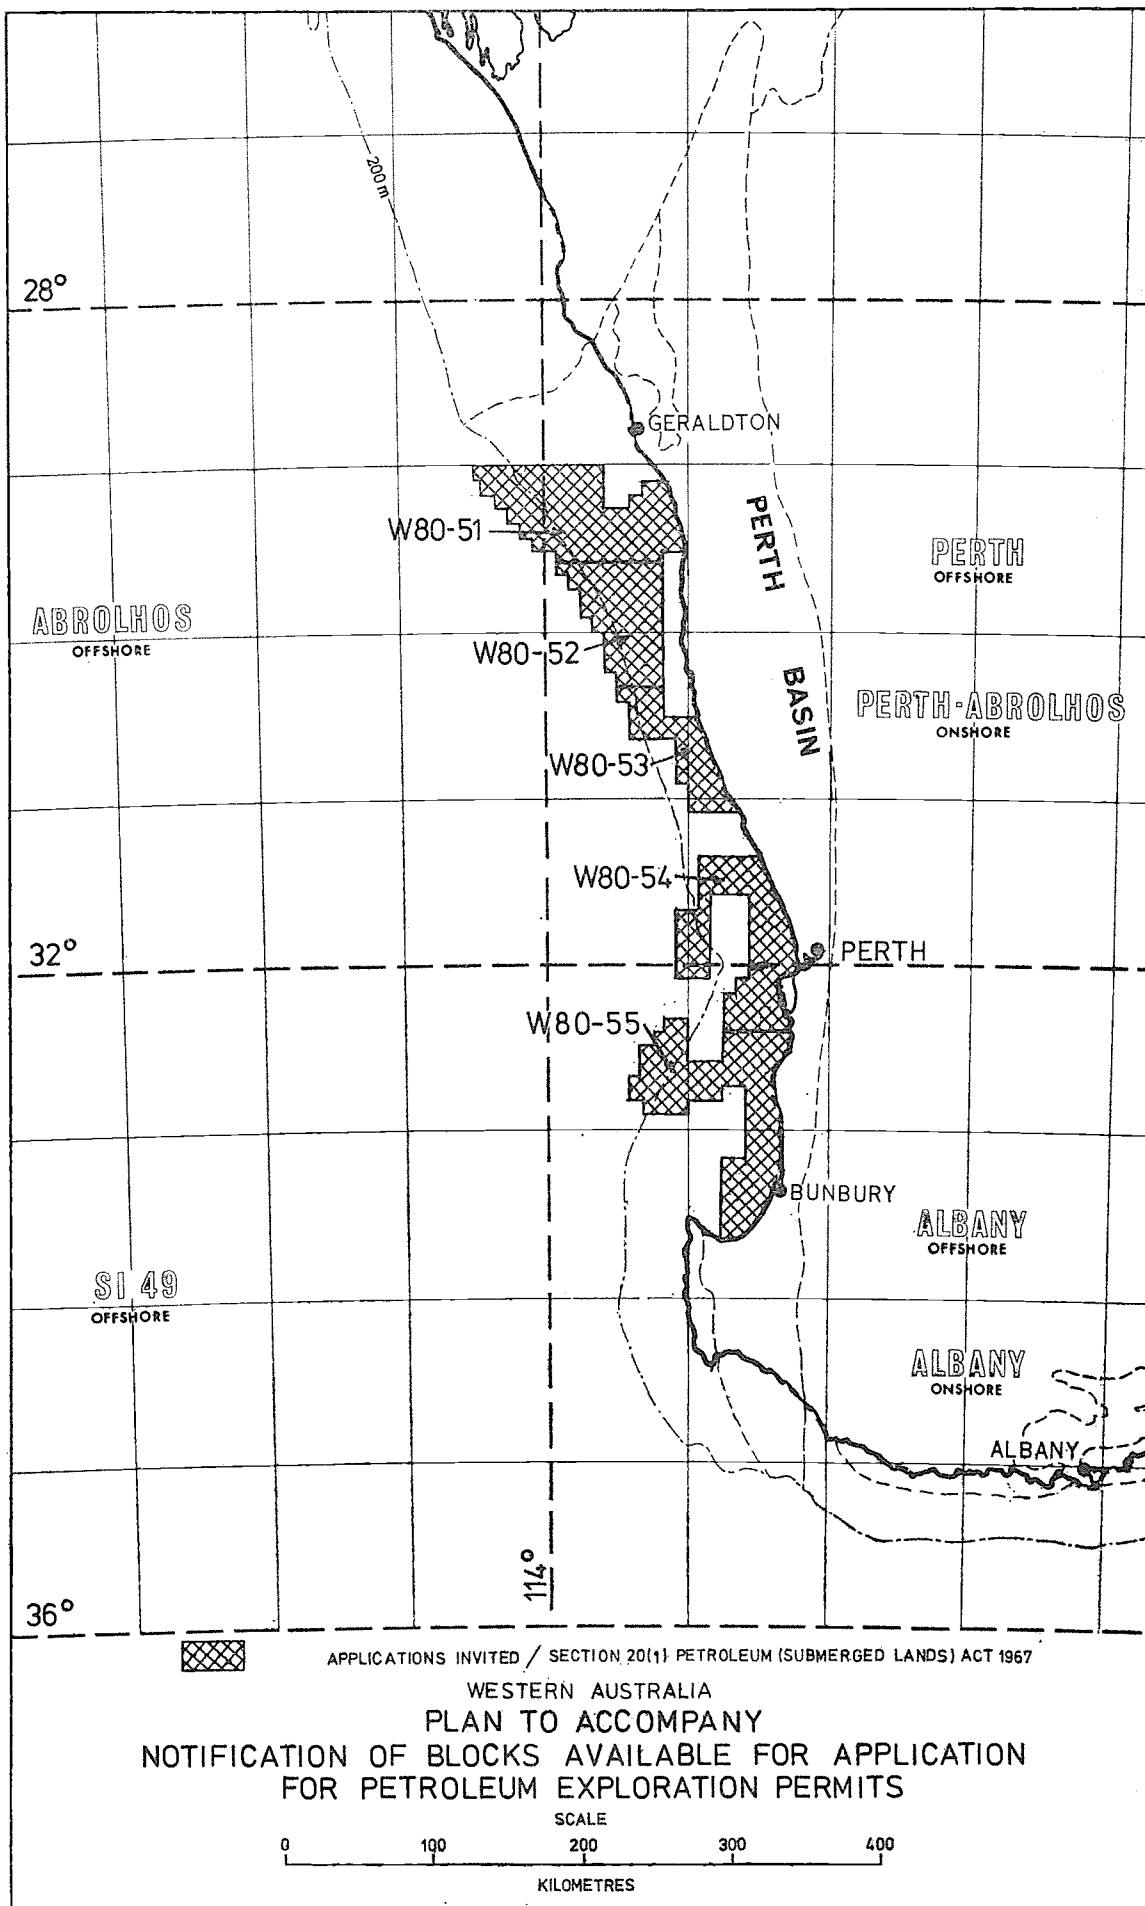 200 m
28°
GERALDTON
W80-51
PERTH
BASIN
PERTH
OFFSHORE
ABROLHOS
OFFSHORE
W80-52
PERTH-ABROLHOS
ONSHORE
W80-53
W80-54
32°
PERTH
W80-55
BUNBURY
ALBANY
OFFSHORE
SI 49
OFFSHORE
ALBANY
ONSHORE
ALBANY
114°
36°
APPLICATIONS INVITED / SECTION 20(1) PETROLEUM (SUBMERGED LANDS) ACT 1967
WESTERN AUSTRALIA
PLAN TO ACCOMPANY
NOTIFICATION OF BLOCKS AVAILABLE FOR APPLICATION
FOR PETROLEUM EXPLORATION PERMITS
SCALE
0 100 200 300 400
KILOMETRES